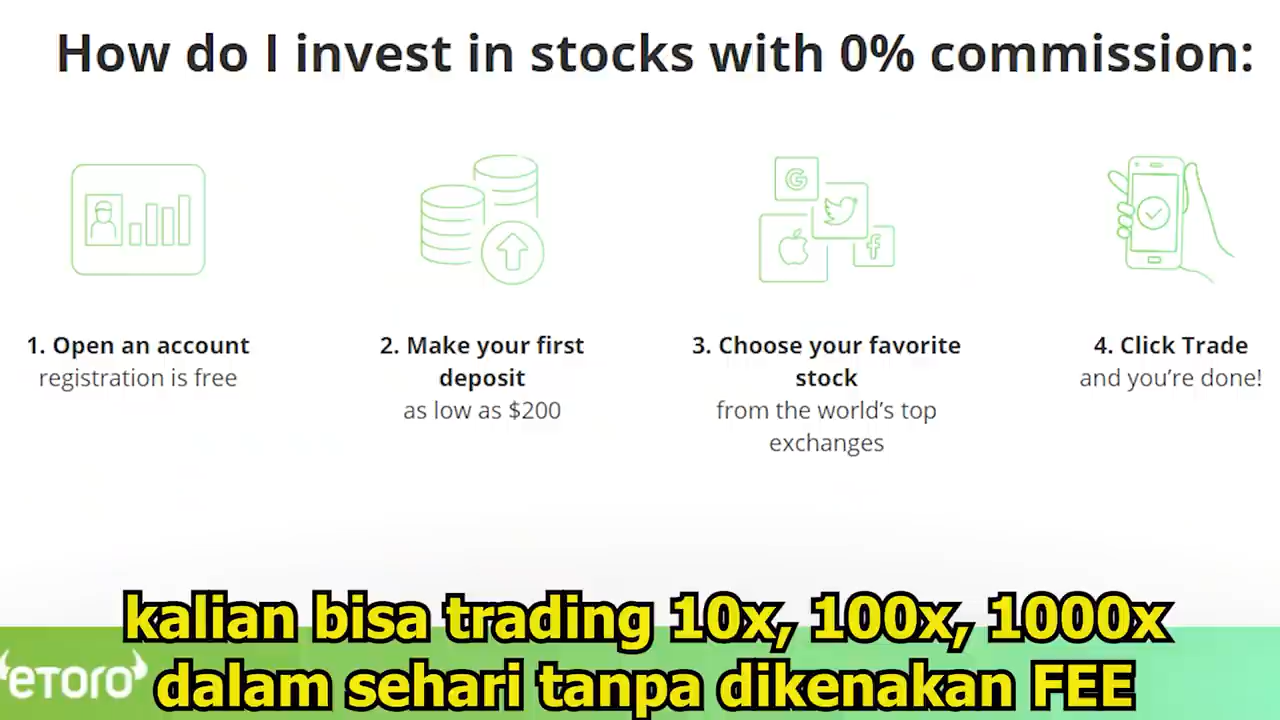 How do I invest in stocks with 0% commission:
1. Open an account
registration is free
2. Make your first
deposit
as low as $200
3. Choose your favorite
stock
from the world's top
exchanges
4. Click Trade
and you're done!
kalian bisa trading 10x, 100x, 1000x
dalam sehari tanpa dikenakan FEE
eToro